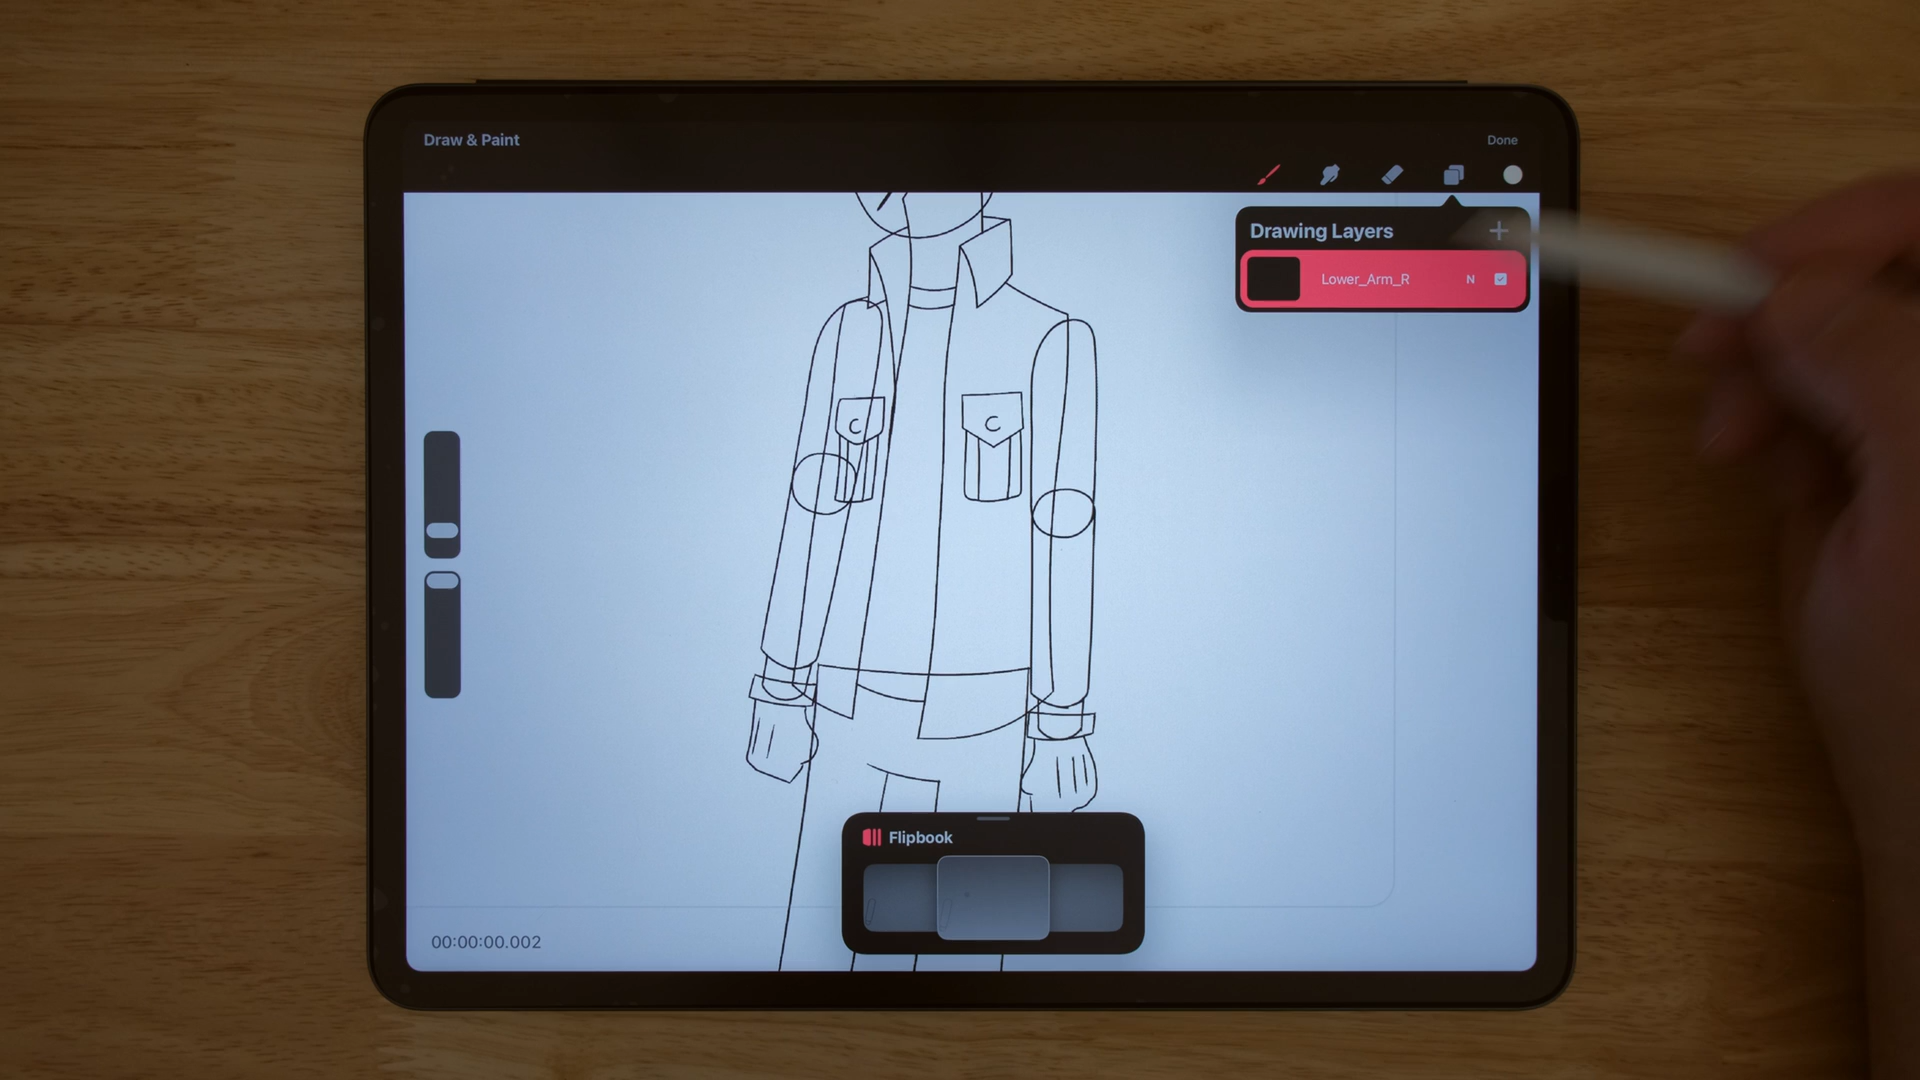 Draw & Paint
Done
Drawing Layers
Lower_Arm_R N
Flipbook
00:00:00.002